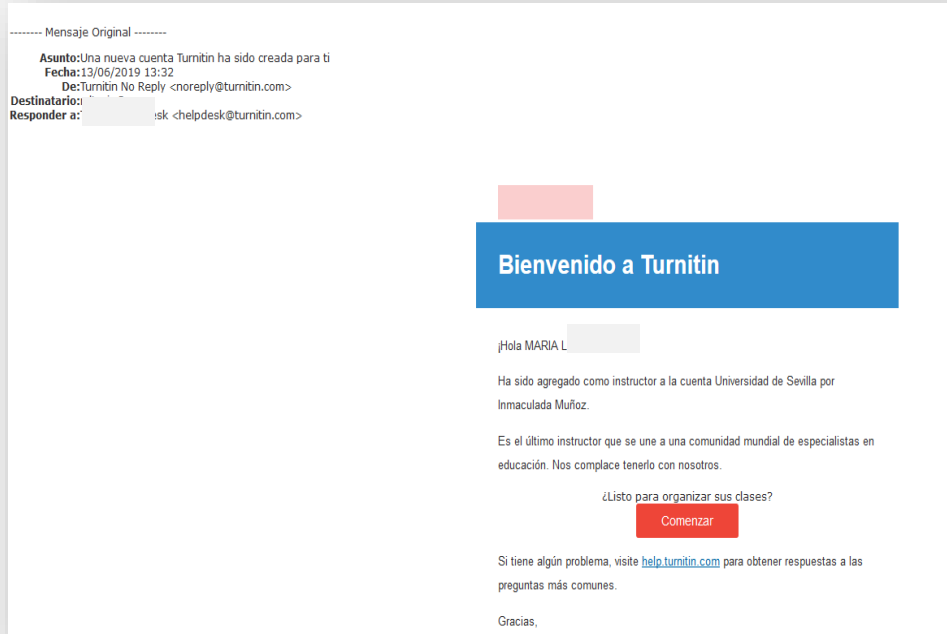 -------- Mensaje Original --------
Asunto:Una nueva cuenta Turnitin ha sido creada para ti
Fecha:13/06/2019 13:32
De:Turnitin No Reply <noreply@turnitin.com>
Destinatario:
Responder a: sk <helpdesk@turnitin.com>
Bienvenido a Turnitin
¡Hola MARIA L
Ha sido agregado como instructor a la cuenta Universidad de Sevilla por
Inmaculada Muñoz.
Es el último instructor que se une a una comunidad mundial de especialistas en
educación. Nos complace tenerlo con nosotros.
¿Listo para organizar sus clases?
Comenzar
Si tiene algún problema, visite help.turnitin.com para obtener respuestas a las
preguntas más comunes.
Gracias,